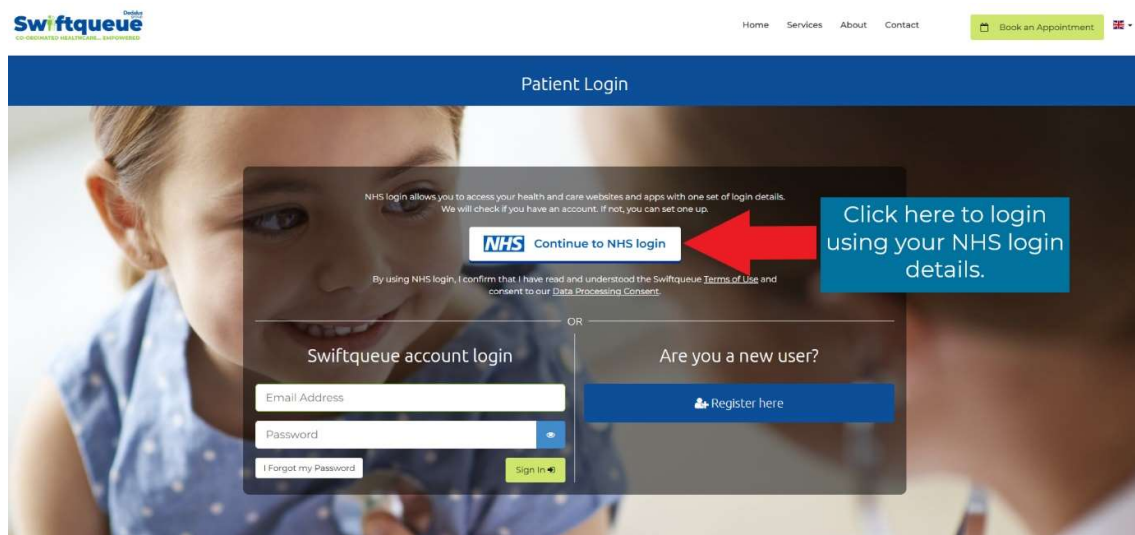 Swiftqueue
CO-ORDINATED HEALTHCARE... EMPOWERED
Home Services About Contact Book an Appointment
Patient Login
NHS login allows you to access your health and care websites and apps with one set of login details.
We will check if you have an account. If not, you can set one up.
NHS Continue to NHS login
Click here to login
using your NHS login
details.
By using NHS login, I confirm that I have read and understood the Swiftqueue Terms of Use and
consent to our Data Processing Consent.
OR
Swiftqueue account login
Email Address
Password
I Forgot my Password
Sign In
Are you a new user?
Register here